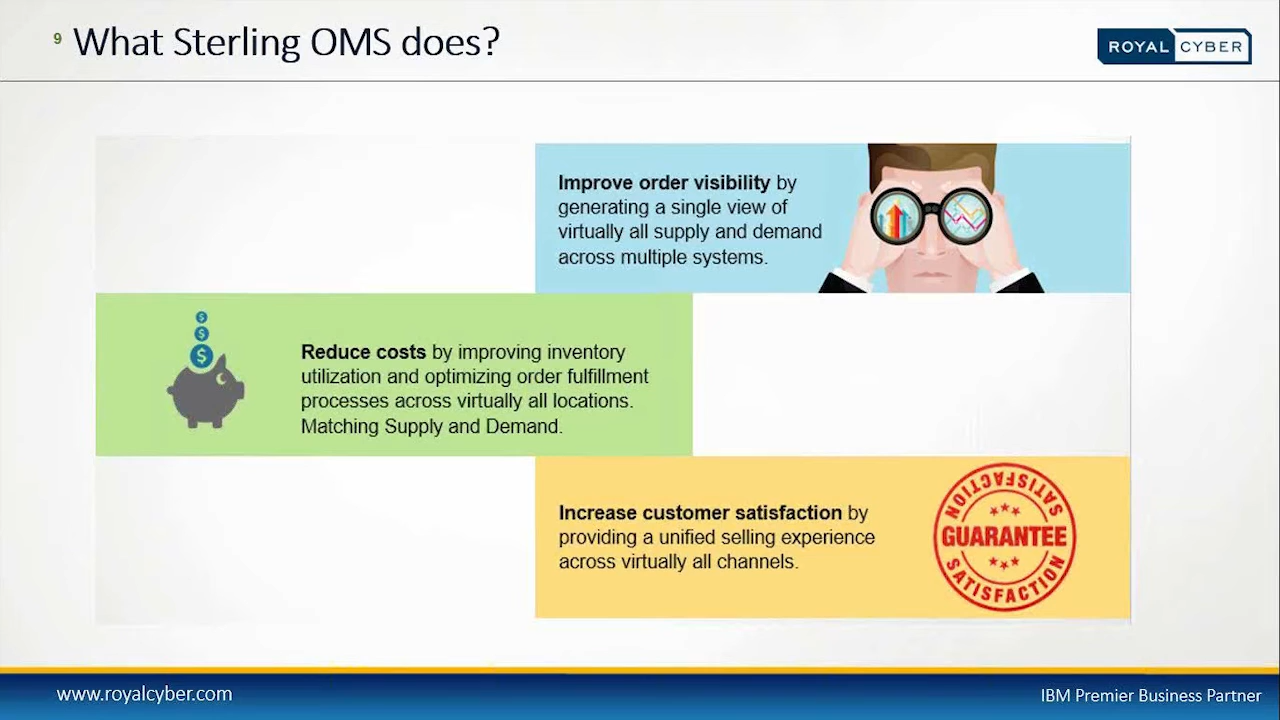 9 What Sterling OMS does?
ROYAL CYBER
Improve order visibility by
generating a single view of
virtually all supply and demand
across multiple systems.
$
$
$
Reduce costs by improving inventory
utilization and optimizing order fulfillment
processes across virtually all locations.
Matching Supply and Demand.
Increase customer satisfaction by
providing a unified selling experience
across virtually all channels.
SATISFACTION
GUARANTEE
SATISFACTION
www.royalcyber.com
IBM Premier Business Partner